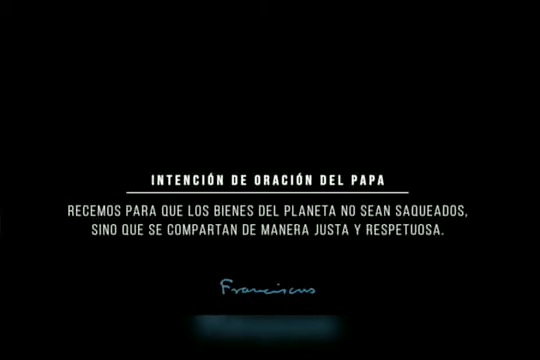 INTENCIÓN DE ORACIÓN DEL PAPA
RECEMOS PARA QUE LOS BIENES DEL PLANETA NO SEAN SAQUEADOS,
SINO QUE SE COMPARTAN DE MANERA JUSTA Y RESPETUOSA.
Franciscus